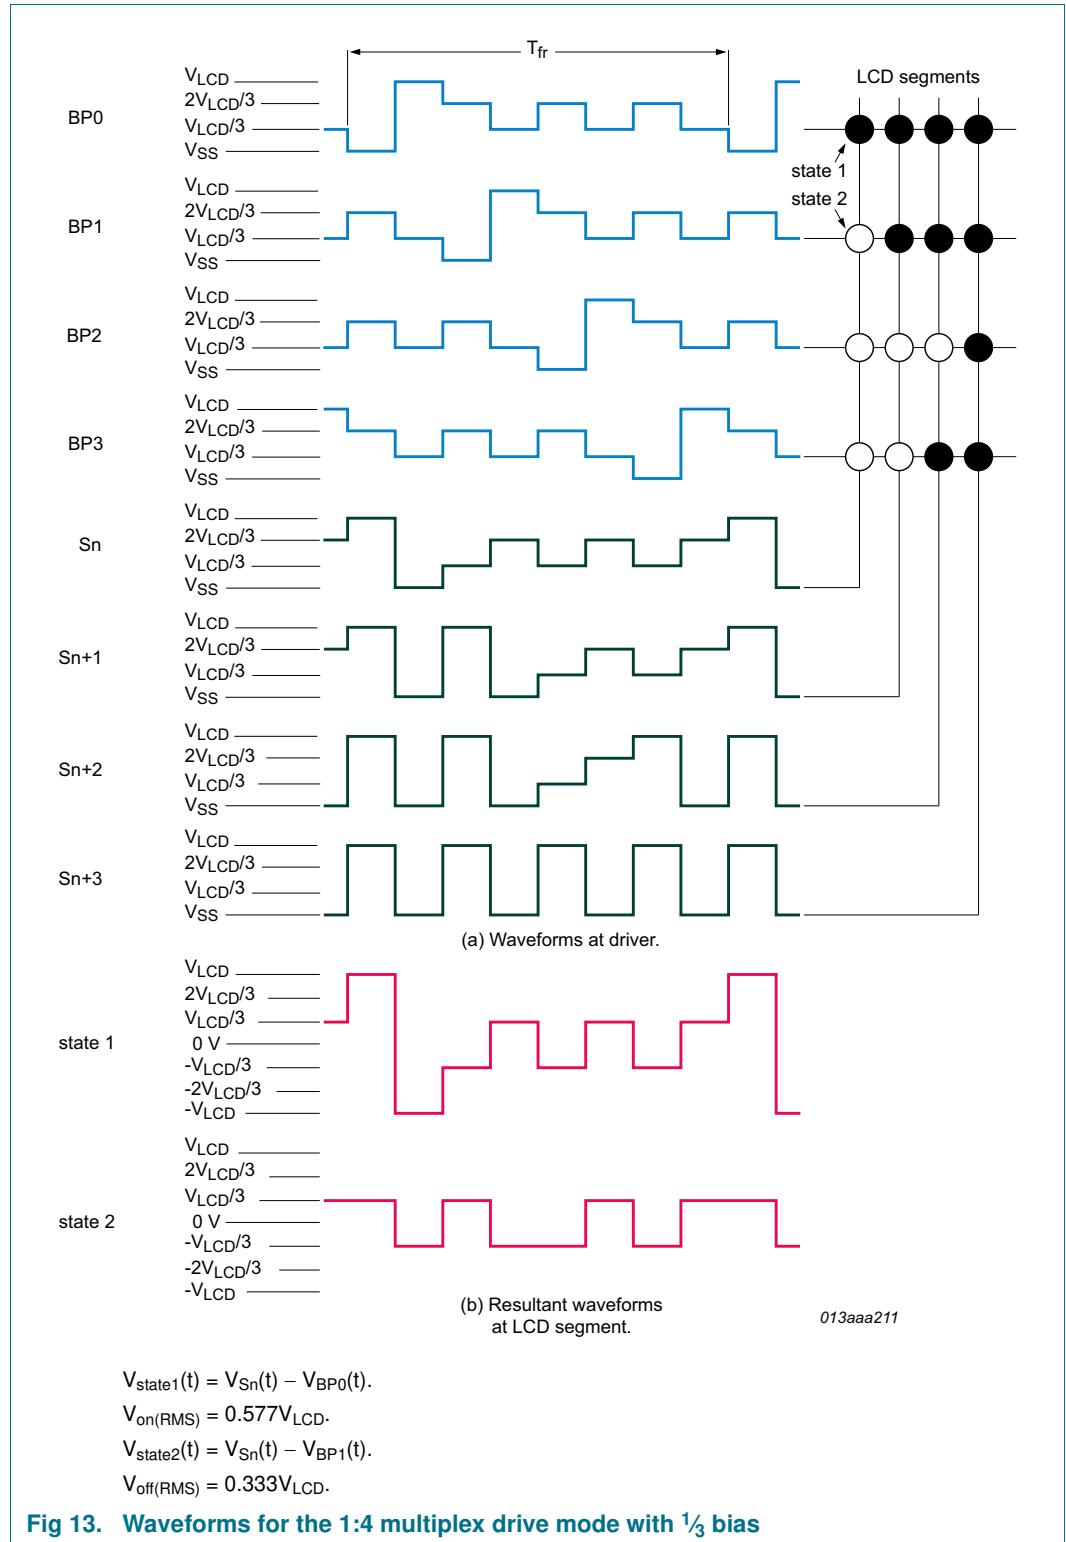 Tfr
BP0
VLCD
2VLCD/3
VLCD/3
VSS
LCD segments
state 1
state 2
BP1
VLCD
2VLCD/3
VLCD/3
VSS
BP2
VLCD
2VLCD/3
VLCD/3
VSS
BP3
VLCD
2VLCD/3
VLCD/3
VSS
Sn
VLCD
2VLCD/3
VLCD/3
VSS
Sn+1
VLCD
2VLCD/3
VLCD/3
VSS
Sn+2
VLCD
2VLCD/3
VLCD/3
VSS
Sn+3
VLCD
2VLCD/3
VLCD/3
VSS
(a) Waveforms at driver.
state 1
VLCD
2VLCD/3
VLCD/3
0 V
-VLCD/3
-2VLCD/3
-VLCD
state 2
VLCD
2VLCD/3
VLCD/3
0 V
-VLCD/3
-2VLCD/3
-VLCD
(b) Resultant waveforms
at LCD segment.
013aaa211
Vstate1(t) = VSn(t) − VBP0(t).
Von(RMS) = 0.577VLCD.
Vstate2(t) = VSn(t) − VBP1(t).
Voff(RMS) = 0.333VLCD.
Fig 13. Waveforms for the 1:4 multiplex drive mode with 1⁄3 bias